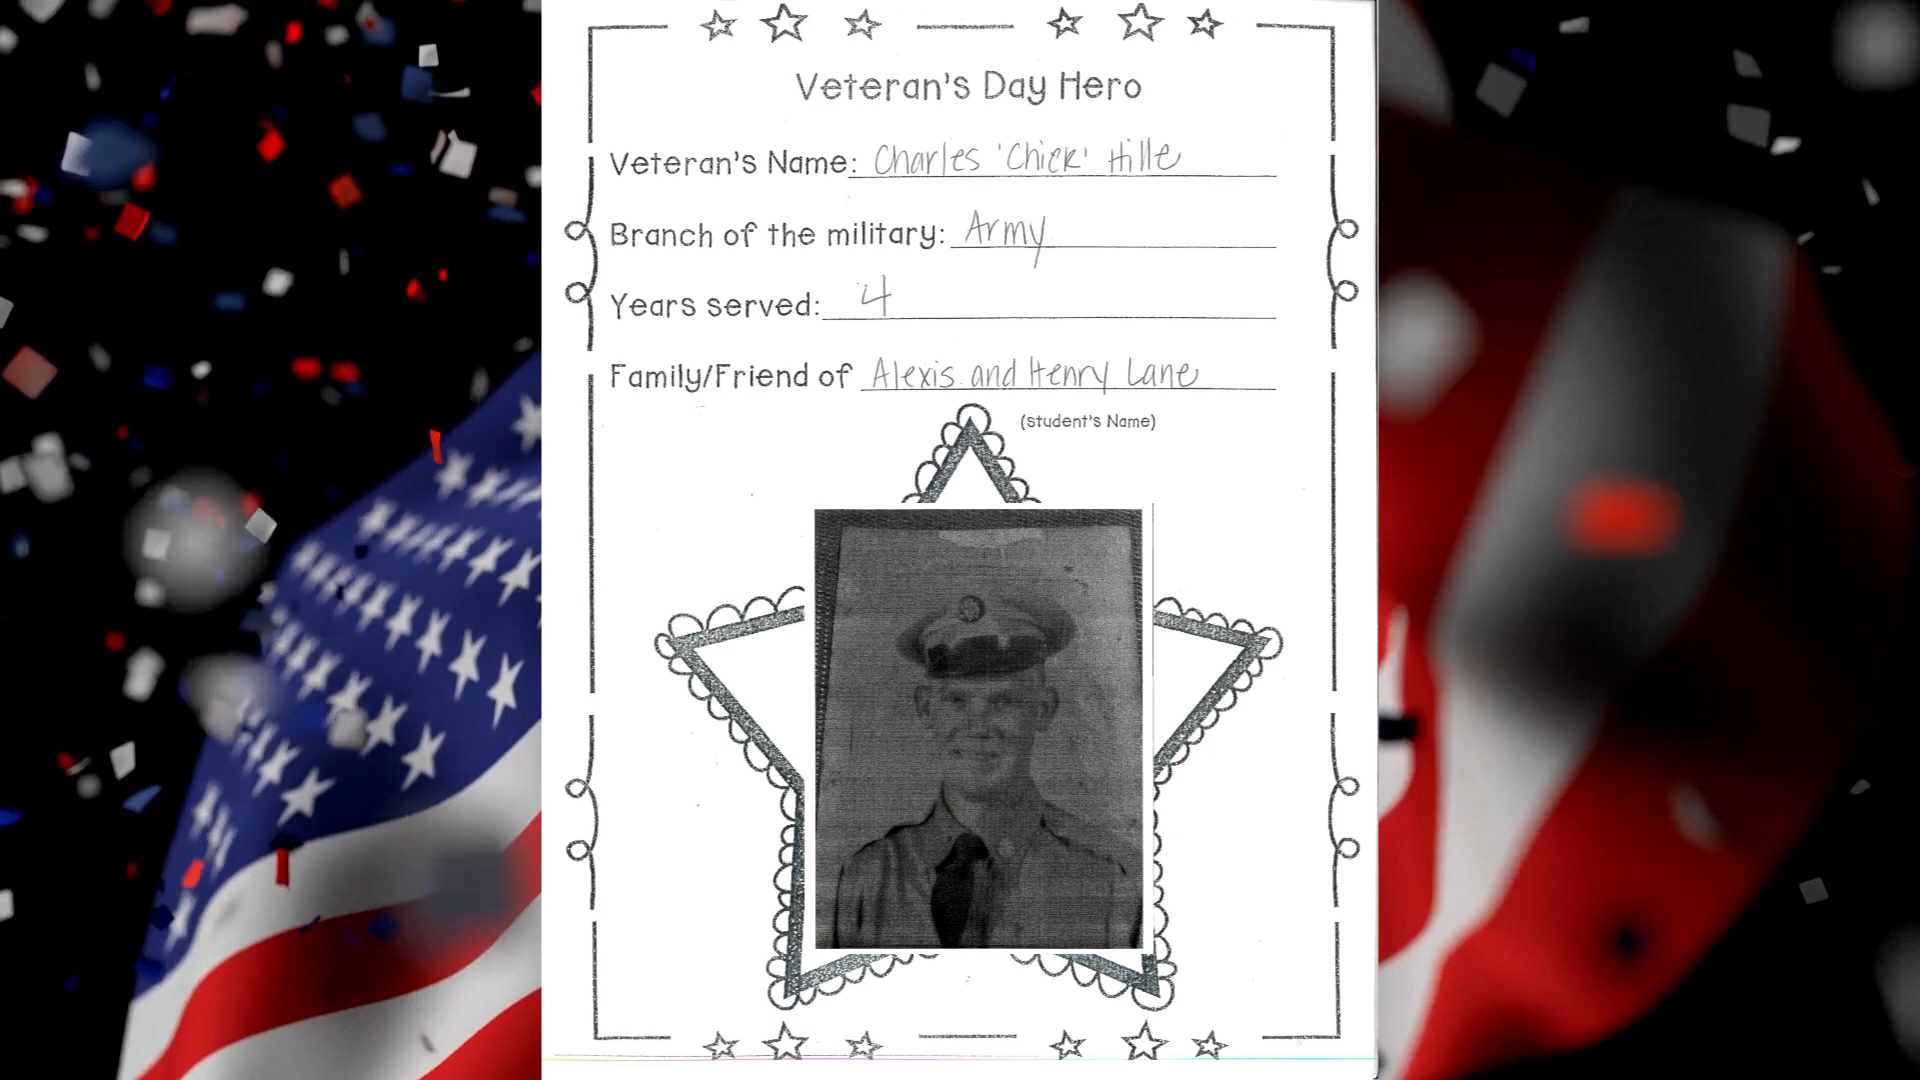 Veteran's Day Hero
Veteran's Name: Charles 'Chick' Hille
Branch of the military: Army
Years served: 4
Family/Friend of Alexis and Henry Lane
(Student's Name)